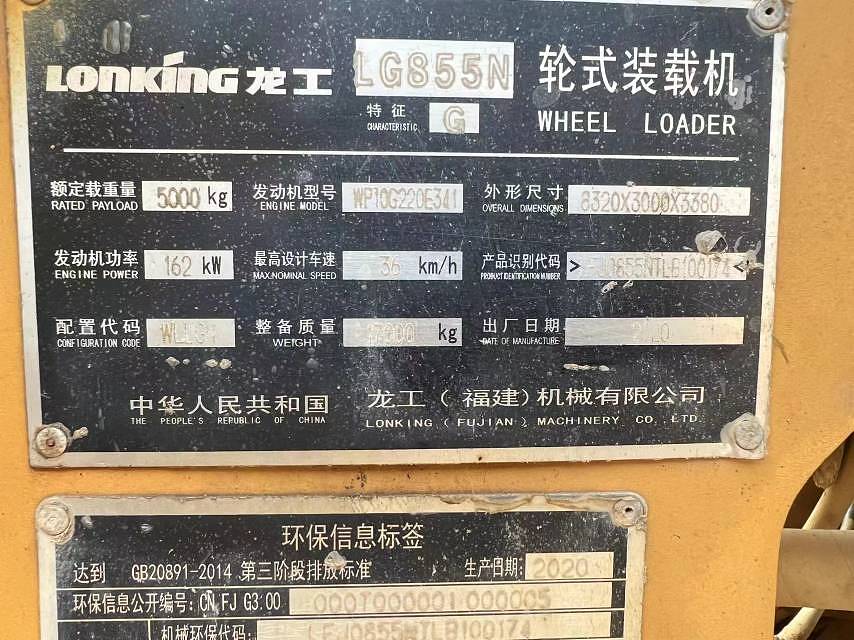 LONKING 龙工 LG855N 轮式装载机
特征 G
CHARACTERISTIC WHEEL LOADER
额定载重量 5000 kg 发动机型号 WP10G220E341 外形尺寸 8320X3000X3380
RATED PAYLOAD ENGINE MODEL OVERALL DIMENSIONS
发动机功率 162 kW 最高设计车速 36 km/h 产品识别代码
ENGINE POWER MAX.NOMINAL SPEED PRODUCT IDENTIFICATION NUMBER
配置代码 整备质量 kg 出厂日期
CONFIGURATION CODE WEIGHT DATE OF MANUFACTURE
中华人民共和国 龙工（福建）机械有限公司
THE PEOPLE'S REPUBLIC OF CHINA LONKING ( FUJIAN ) MACHINERY CO., LTD.
环保信息标签
达到 GB20891-2014 第三阶段排放标准 生产日期: 2020
环保信息公开编号: CN FJ G3 00
机械环保代码: